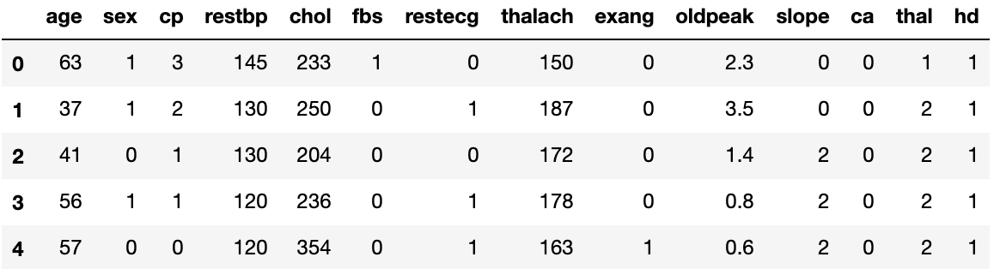 age sex cp restbp chol fbs restecg thalach exang oldpeak slope ca thal hd
0 63 1 3 145 233 1 0 150 0 2.3 0 0 1 1
1 37 1 2 130 250 0 1 187 0 3.5 0 0 2 1
2 41 0 1 130 204 0 0 172 0 1.4 2 0 2 1
3 56 1 1 120 236 0 1 178 0 0.8 2 0 2 1
4 57 0 0 120 354 0 1 163 1 0.6 2 0 2 1